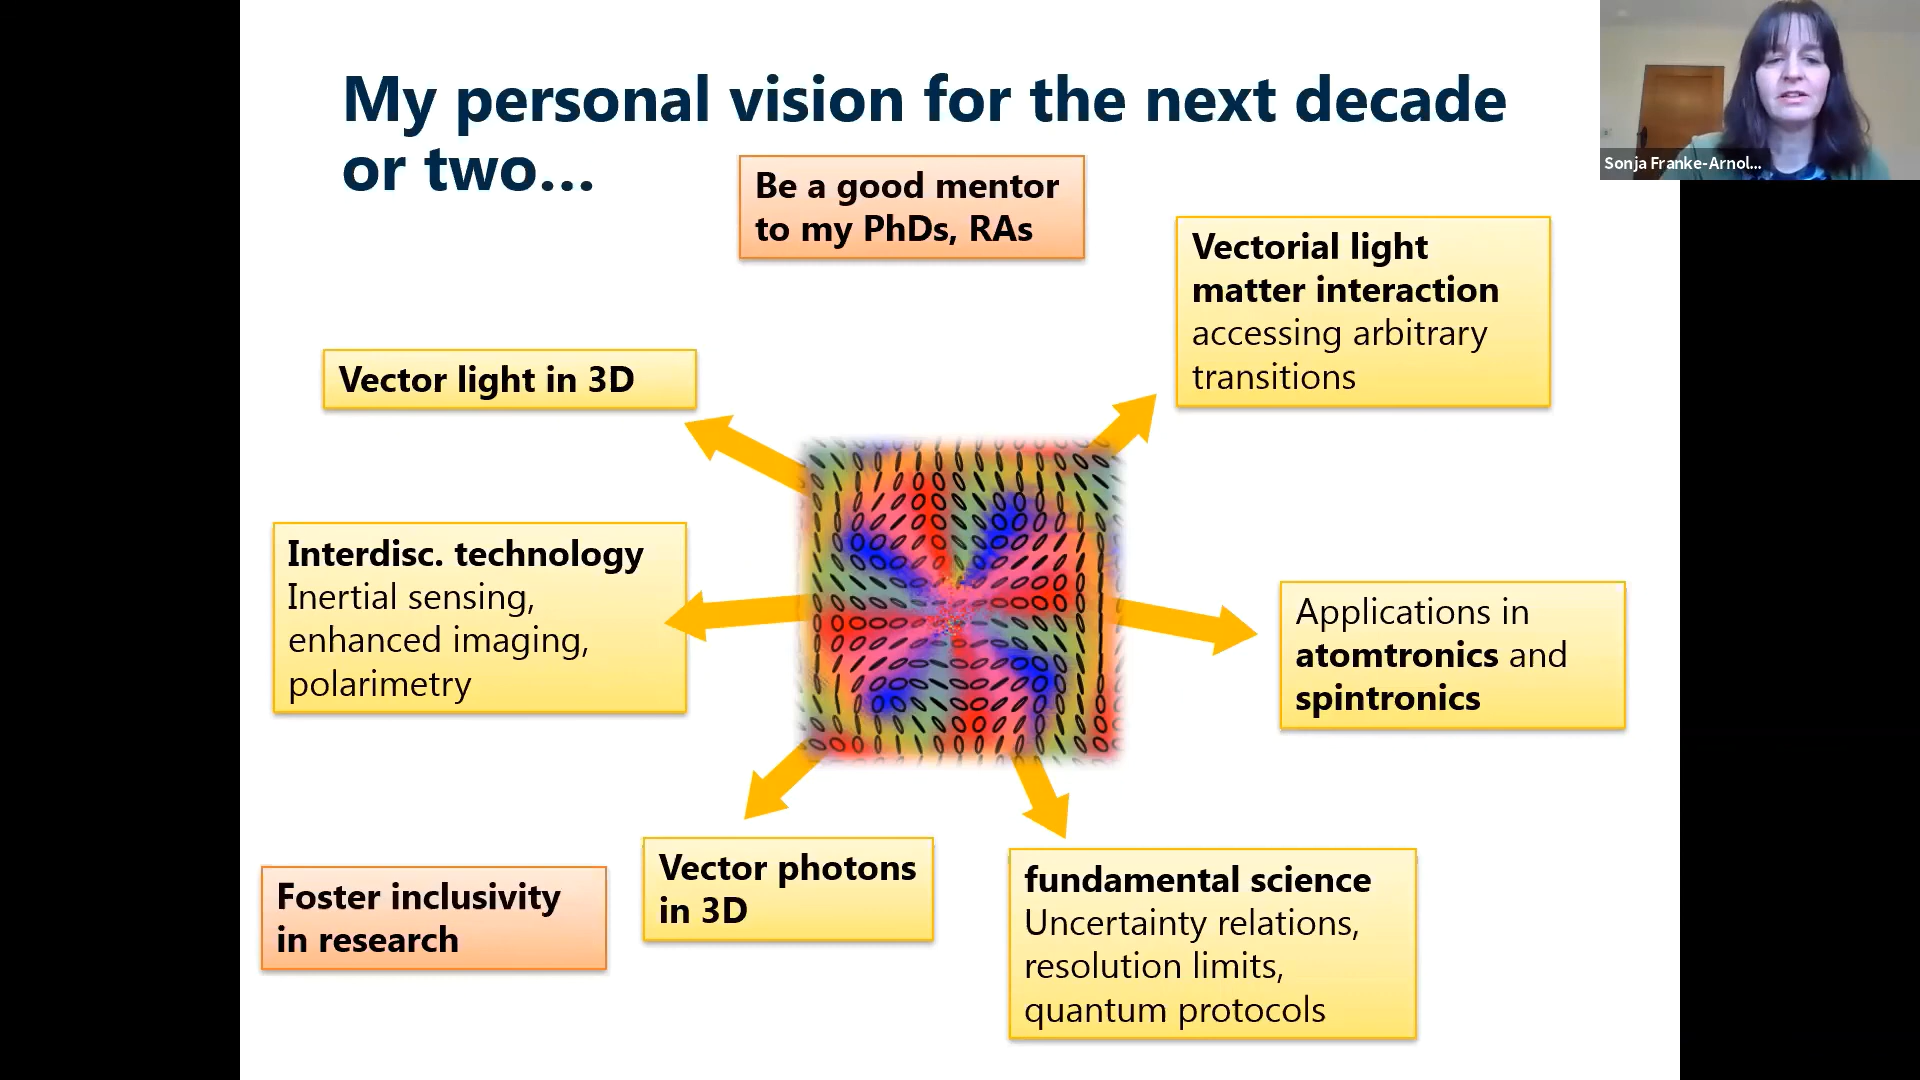 My personal vision for the next decade
or two...
Be a good mentor
to my PhDs, RAs
Vectorial light
matter interaction
accessing arbitrary
transitions
Vector light in 3D
Interdisc. technology
Inertial sensing,
enhanced imaging,
polarimetry
Applications in
atomtronics and
spintronics
Vector photons
in 3D
fundamental science
Uncertainty relations,
resolution limits,
quantum protocols
Foster inclusivity
in research
Sonja Franke-Arnol...